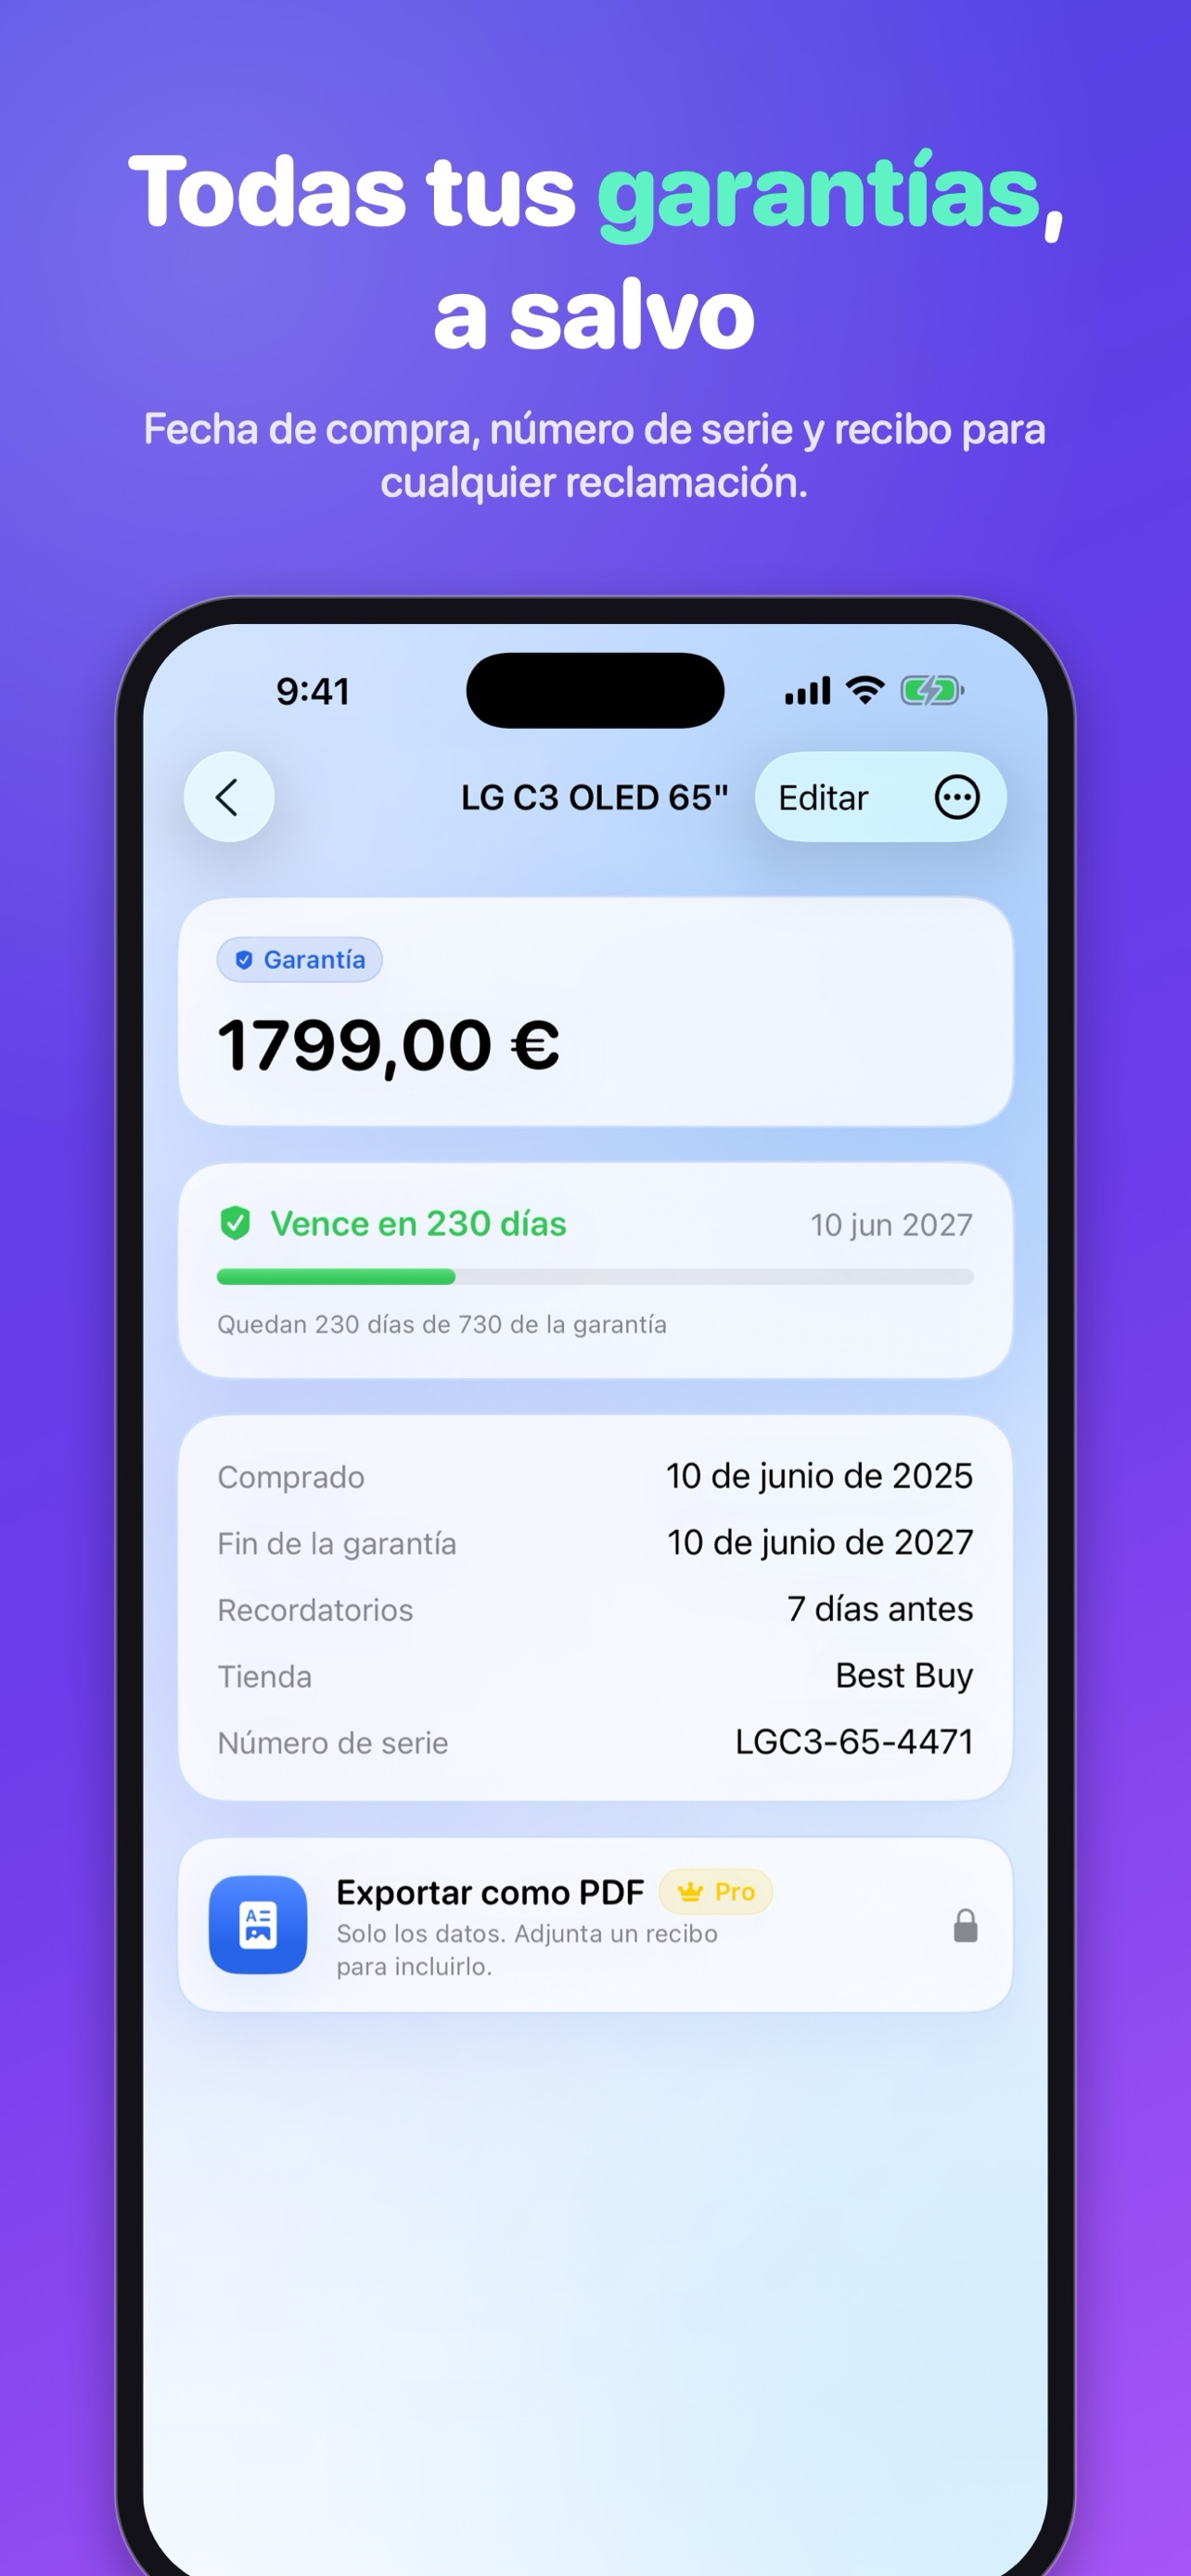 Todas tus garantías,
a salvo
Fecha de compra, número de serie y recibo para
cualquier reclamación.
9:41
LG C3 OLED 65"
Editar
Garantía
1799,00 €
Vence en 230 días
10 jun 2027
Quedan 230 días de 730 de la garantía
Comprado
10 de junio de 2025
Fin de la garantía
10 de junio de 2027
Recordatorios
7 días antes
Tienda
Best Buy
Número de serie
LGC3-65-4471
Exportar como PDF
Pro
Solo los datos. Adjunta un recibo
para incluirlo.